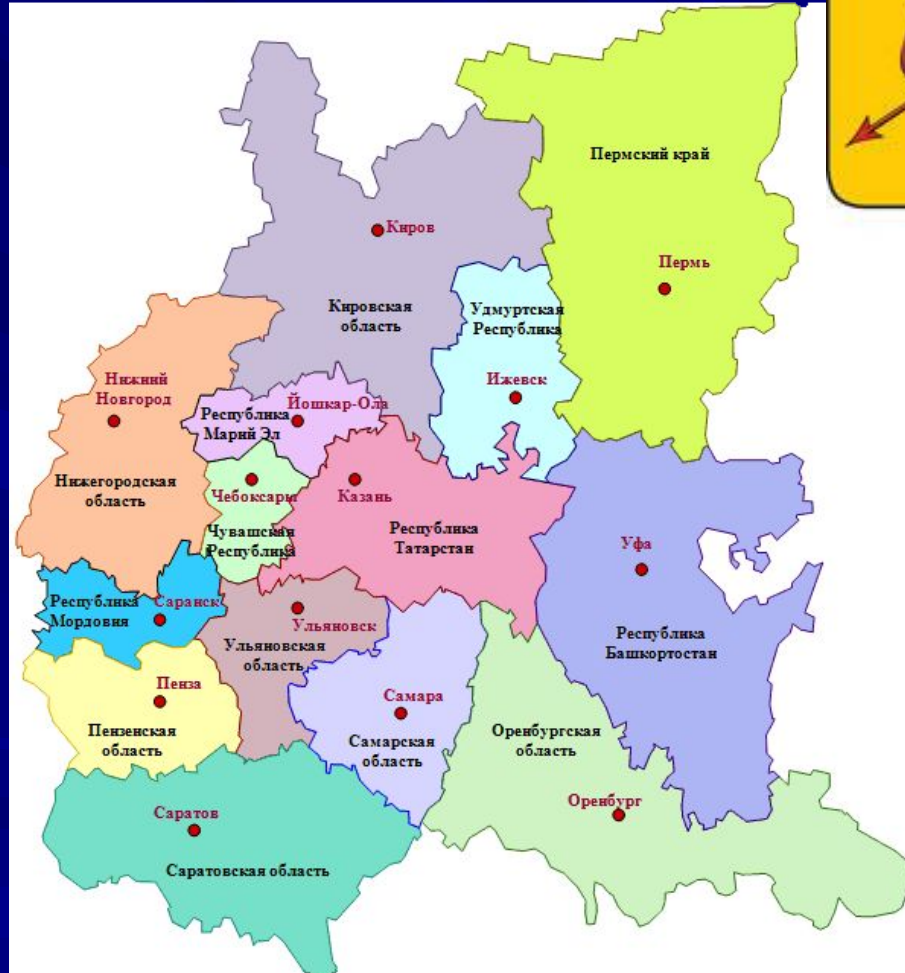 Пермский край
Киров
Пермь
Кировская
область
Удмуртская
Республика
Нижний
Новгород
Ижевск
Йошкар-Ола
Республика
Марий Эл
Нижегородская
область
Чебоксары
Казань
Чувашская
Республика
Республика
Татарстан
Уфа
Республика
Мордовия
Саранск
Ульяновск
Ульяновская
область
Республика
Башкортостан
Пенза
Самара
Пензенская
область
Самарская
область
Оренбургская
область
Оренбург
Саратов
Саратовская область